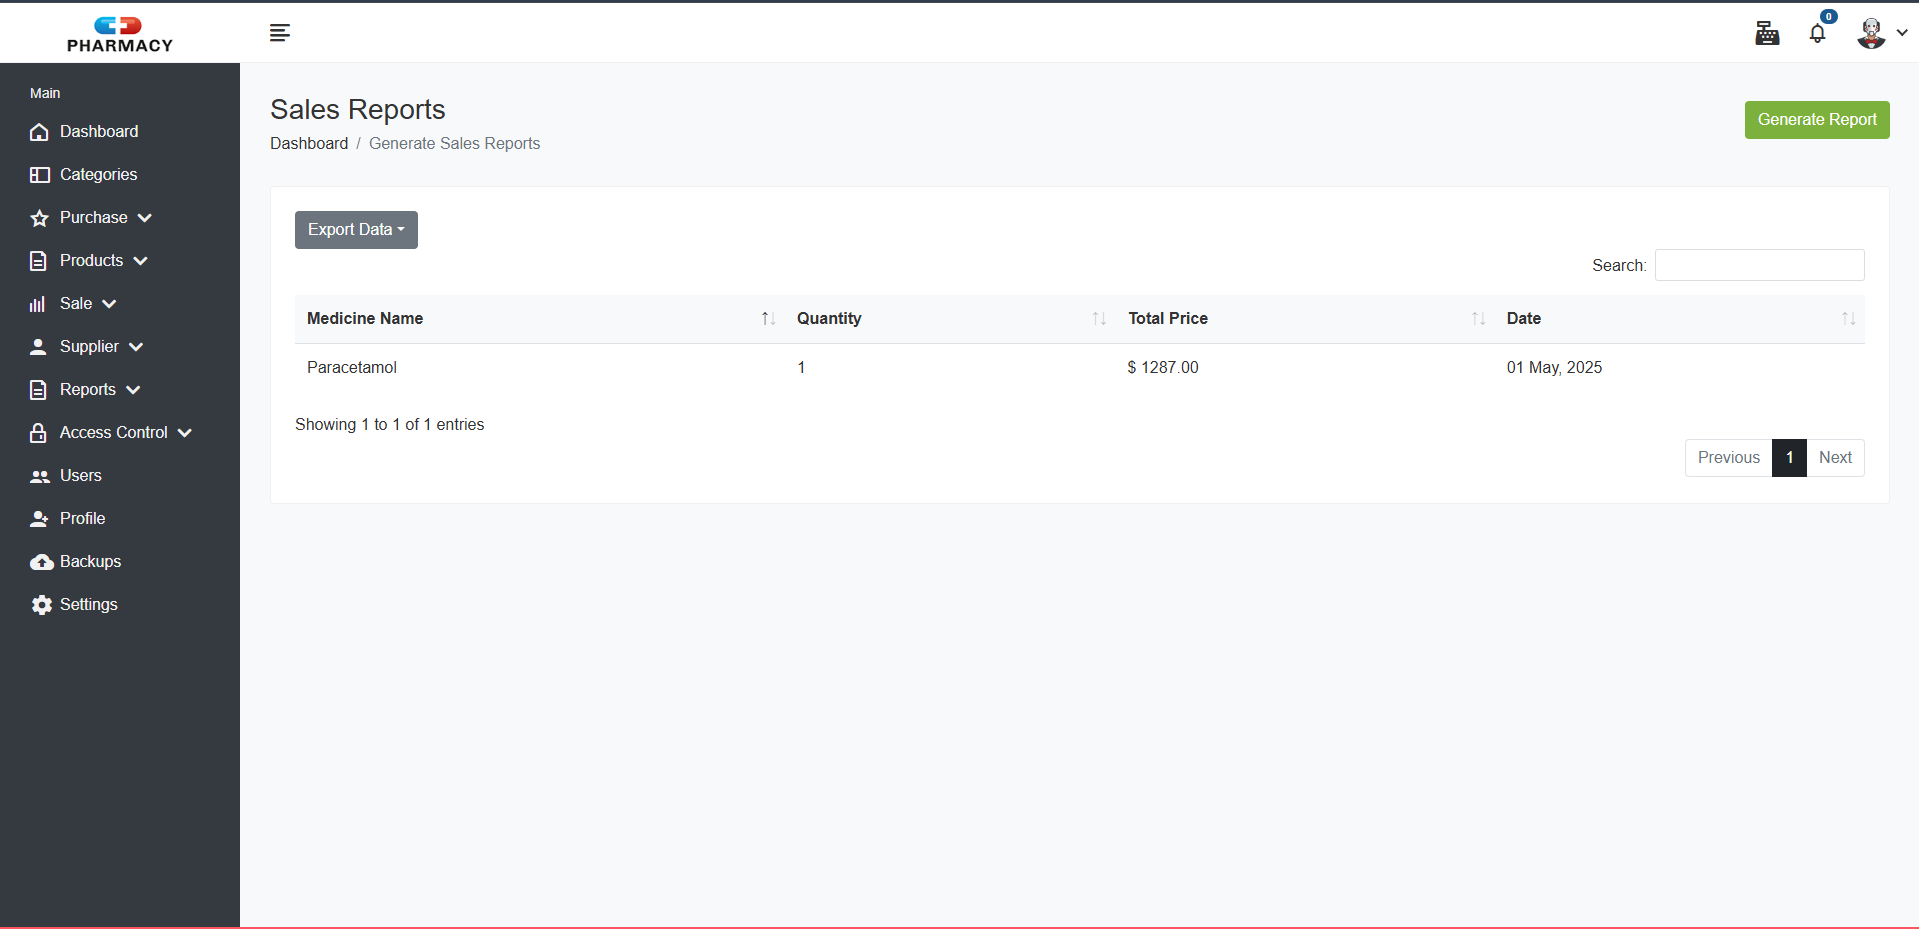 PHARMACY
0
Main
Dashboard
Categories
Purchase
Products
Sale
Supplier
Reports
Access Control
Users
Profile
Backups
Settings
Sales Reports
Dashboard / Generate Sales Reports
Generate Report
Export Data
Search:
Medicine Name Quantity Total Price Date
Paracetamol 1 $ 1287.00 01 May, 2025
Showing 1 to 1 of 1 entries
Previous 1 Next